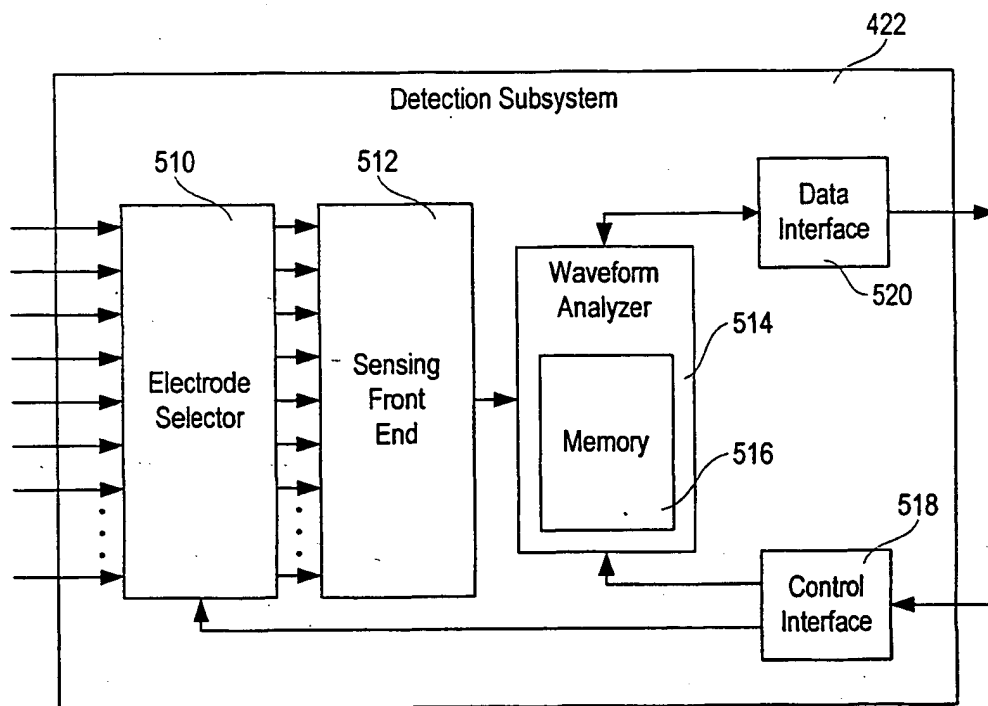 422
Detection Subsystem
510
512
Data
Interface
520
Waveform
Analyzer
514
Electrode
Selector
Sensing
Front
End
Memory
516
518
Control
Interface